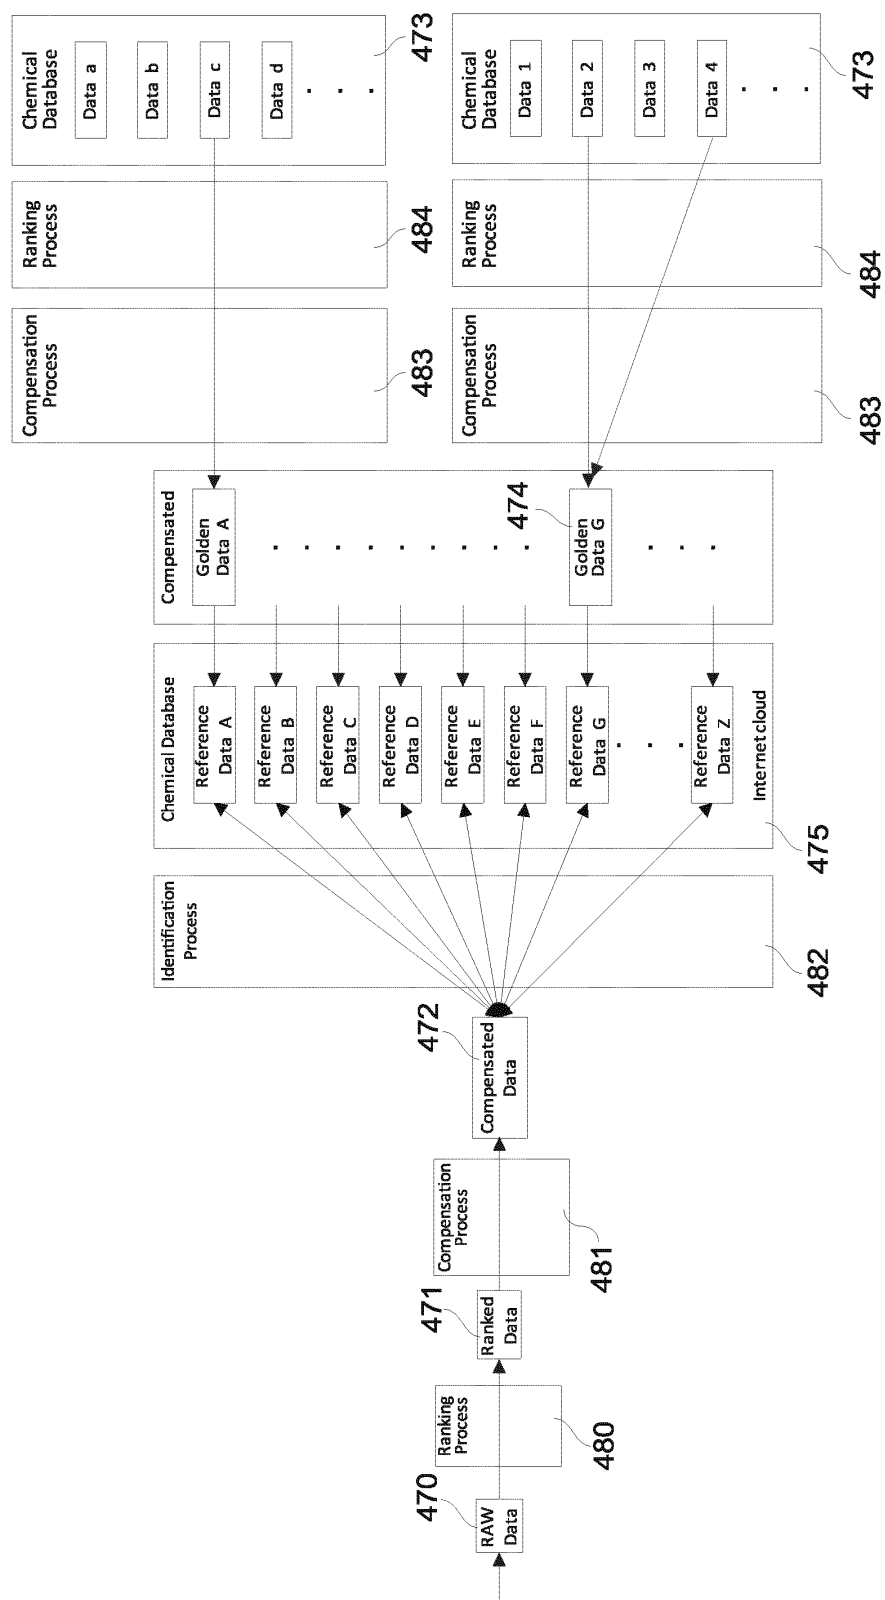 RAW
Data
470
Ranking
Process
480
Ranked
Data
471
Compensation
Process
481
Compensated
Data
472
Identification
Process
482
Chemical Database
Reference
Data A
Reference
Data B
Reference
Data C
Reference
Data D
Reference
Data E
Reference
Data F
Reference
Data G
Reference
Data Z
Internet cloud
475
Compensated
Golden
Data A
Golden
Data G
474
Compensation
Process
483
Ranking
Process
484
Chemical
Database
Data a
Data b
Data c
Data d
473
Compensation
Process
483
Ranking
Process
484
Chemical
Database
Data 1
Data 2
Data 3
Data 4
473